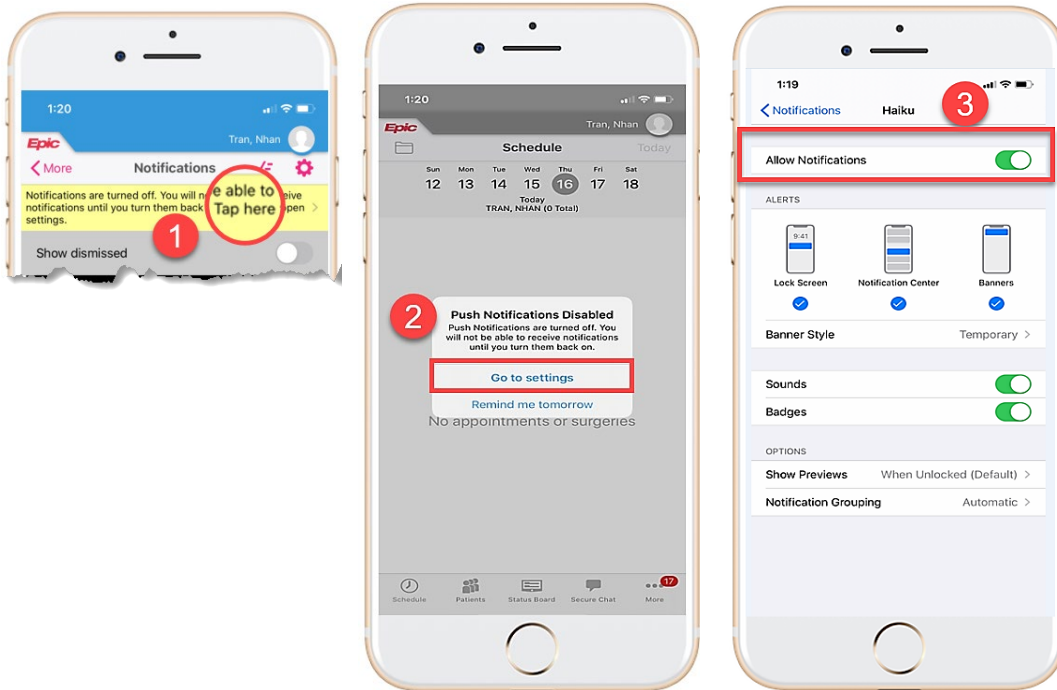 1:20
Epic
Tran, Nhan
More
Notifications
Notifications are turned off. You will n e able to eive
notifications until you turn them back Tap here pen
settings.
1
Show dismissed
1:20
Epic
Tran, Nhan
Schedule
Today
Sun Mon Tue Wed Thu Fri Sat
12 13 14 15 16 17 18
Today
TRAN, NHAN (0 Total)
2
Push Notifications Disabled
Push Notifications are turned off. You
will not be able to receive notifications
until you turn them back on.
Go to settings
Remind me tomorrow
No appointments or surgeries
17
Schedule Patients Status Board Secure Chat More
1:19
3
Notifications Haiku
Allow Notifications
ALERTS
9:41
Lock Screen Notification Center Banners
Banner Style Temporary
Sounds
Badges
OPTIONS
Show Previews When Unlocked (Default)
Notification Grouping Automatic